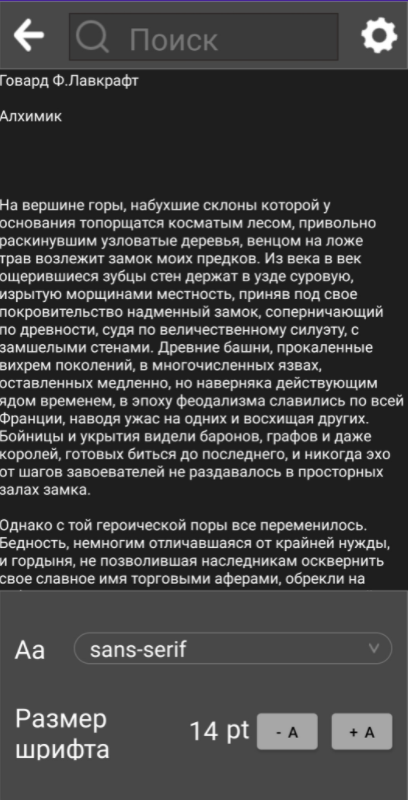 Поиск
Говард Ф.Лавкрафт
Алхимик
На вершине горы, набухшие склоны которой у
основания топорщатся косматым лесом, привольно
раскинувшим узловатые деревья, венцом на ложе
трав возлежит замок моих предков. Из века в век
ощерившиеся зубцы стен держат в узде суровую,
изрытую морщинами местность, приняв под свое
покровительство надменный замок, соперничающий
по древности, судя по величественному силуэту, с
замшелыми стенами. Древние башни, прокаленные
вихрем поколений, в многочисленных язвах,
оставленных медленно, но наверняка действующим
ядом временем, в эпоху феодализма славились по всей
Франции, наводя ужас на одних и восхищая других.
Бойницы и укрытия видели баронов, графов и даже
королей, готовых биться до последнего, и никогда эхо
от шагов завоевателей не раздавалось в просторных
залах замка.
Однако с той героической поры все переменилось.
Бедность, немногим отличавшаяся от крайней нужды,
и гордыня, не позволившая наследникам осквернить
свое славное имя торговыми аферами, обрекли на
Aa sans-serif
Размер
шрифта 14 pt - A + A